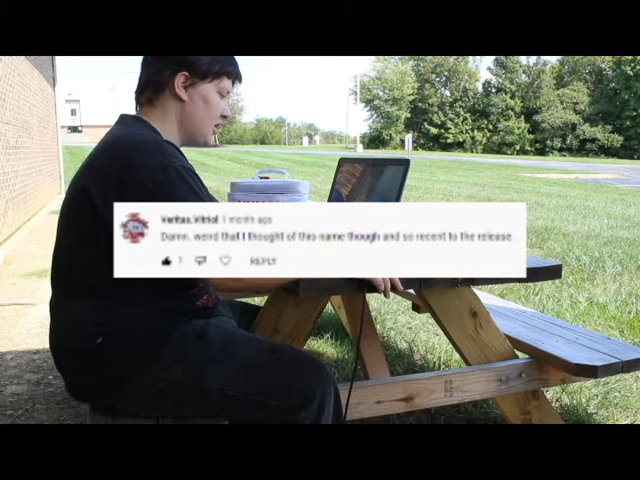 Veritas.Vitriol 1 month ago
Damn, weird that I thought of this name though and so recent to the release.
1 REPLY